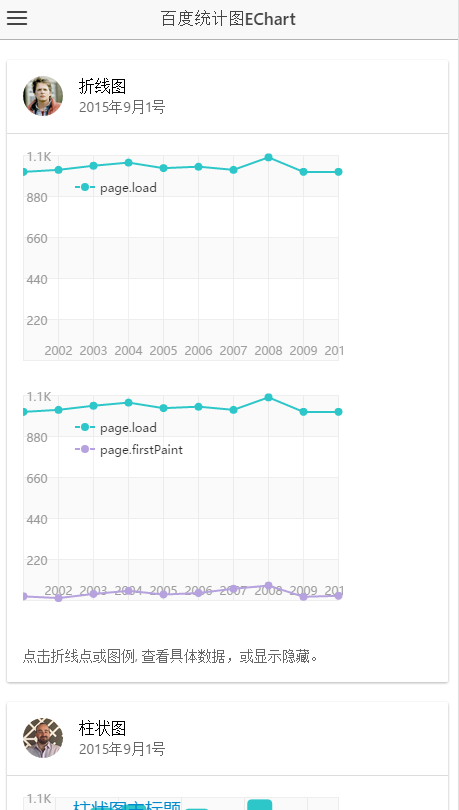 百度统计图EChart
折线图
2015年9月1号
1.1K
page.load
880
660
440
220
2002 2003 2004 2005 2006 2007 2008 2009 201
1.1K
page.load
880
page.firstPaint
660
440
220
2002 2003 2004 2005 2006 2007 2008 2009 201
点击折线点或图例, 查看具体数据，或显示隐藏。
柱状图
2015年9月1号
1.1K
柱状图主标题